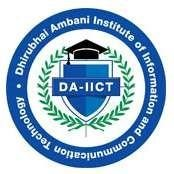 Dhirubhai Ambani Institute of Information and Communication Technology
DA-IICT